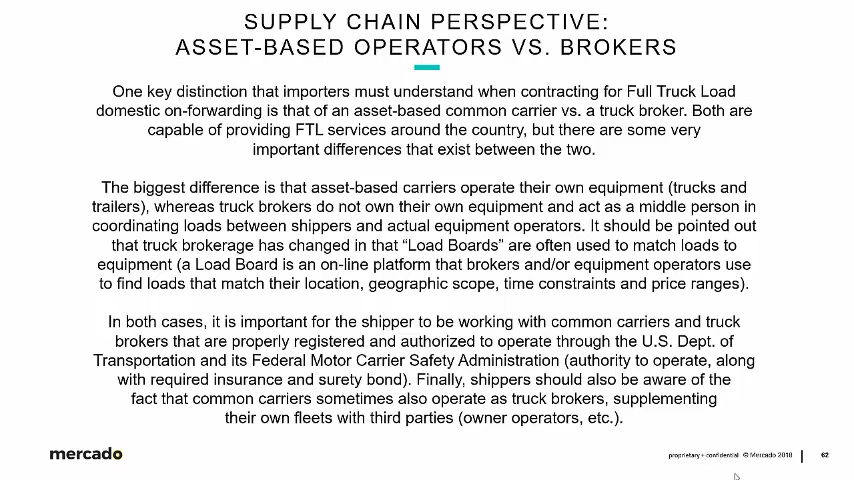 SUPPLY CHAIN PERSPECTIVE:
ASSET-BASED OPERATORS VS. BROKERS
One key distinction that importers must understand when contracting for Full Truck Load
domestic on-forwarding is that of an asset-based common carrier vs. a truck broker. Both are
capable of providing FTL services around the country, but there are some very
important differences that exist between the two.
The biggest difference is that asset-based carriers operate their own equipment (trucks and
trailers), whereas truck brokers do not own their own equipment and act as a middle person in
coordinating loads between shippers and actual equipment operators. It should be pointed out
that truck brokerage has changed in that “Load Boards” are often used to match loads to
equipment (a Load Board is an on-line platform that brokers and/or equipment operators use
to find loads that match their location, geographic scope, time constraints and price ranges).
In both cases, it is important for the shipper to be working with common carriers and truck
brokers that are properly registered and authorized to operate through the U.S. Dept. of
Transportation and its Federal Motor Carrier Safety Administration (authority to operate, along
with required insurance and surety bond). Finally, shippers should also be aware of the
fact that common carriers sometimes also operate as truck brokers, supplementing
their own fleets with third parties (owner operators, etc.).
mercado
proprietary + confidential © Mercado 2018 | 62